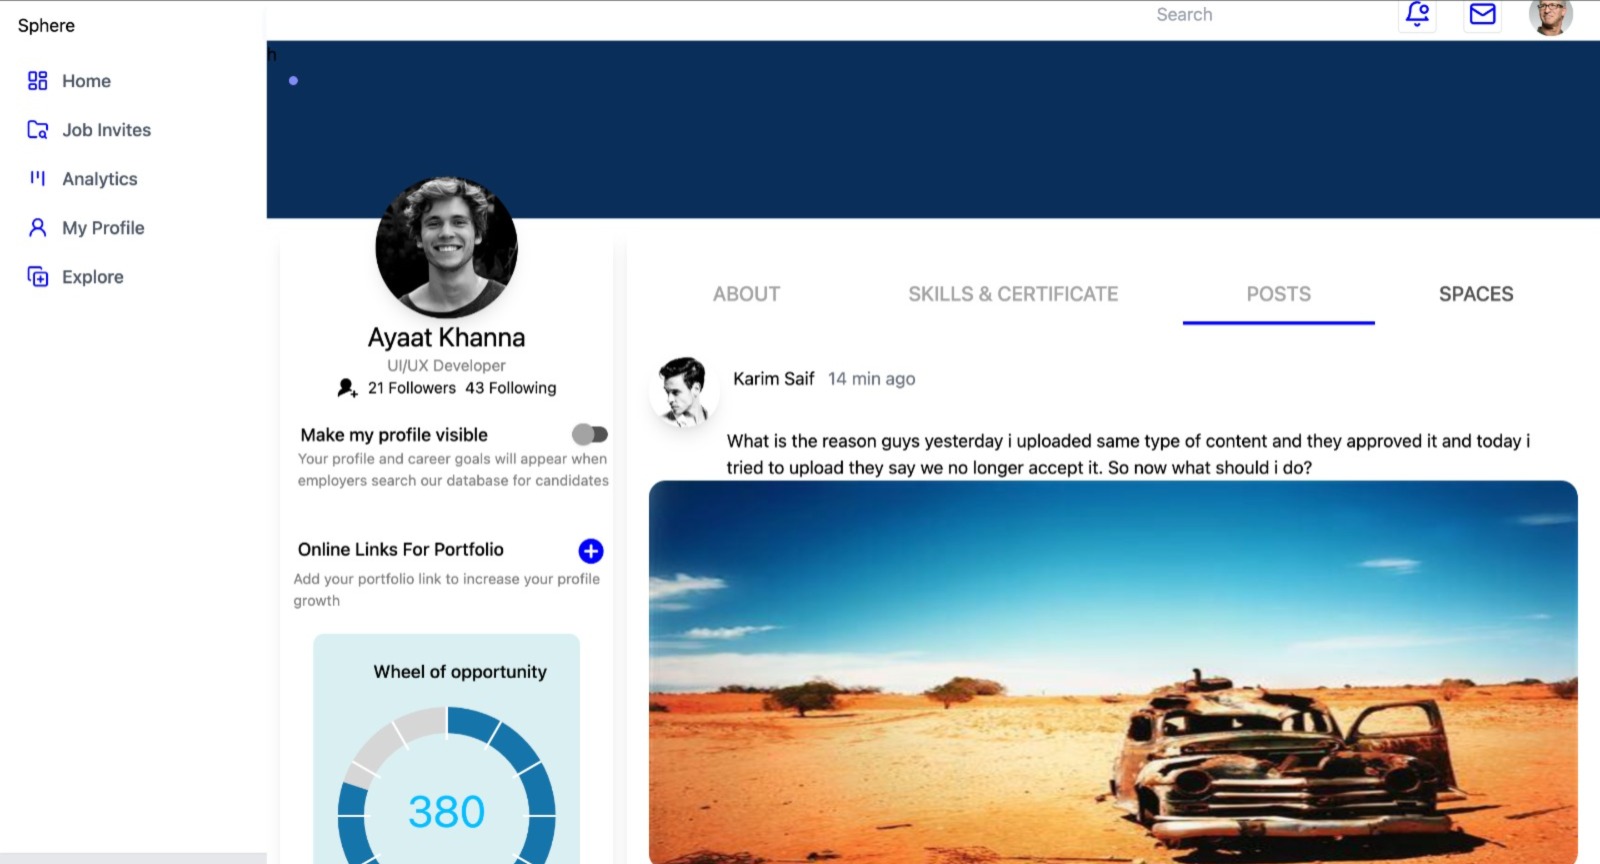 Sphere
Search
h
Home
Job Invites
Analytics
My Profile
Explore
Ayaat Khanna
UI/UX Developer
21 Followers 43 Following
Make my profile visible
Your profile and career goals will appear when
employers search our database for candidates
Online Links For Portfolio
Add your portfolio link to increase your profile
growth
Wheel of opportunity
380
ABOUT
SKILLS & CERTIFICATE
POSTS
SPACES
Karim Saif 14 min ago
What is the reason guys yesterday i uploaded same type of content and they approved it and today i
tried to upload they say we no longer accept it. So now what should i do?